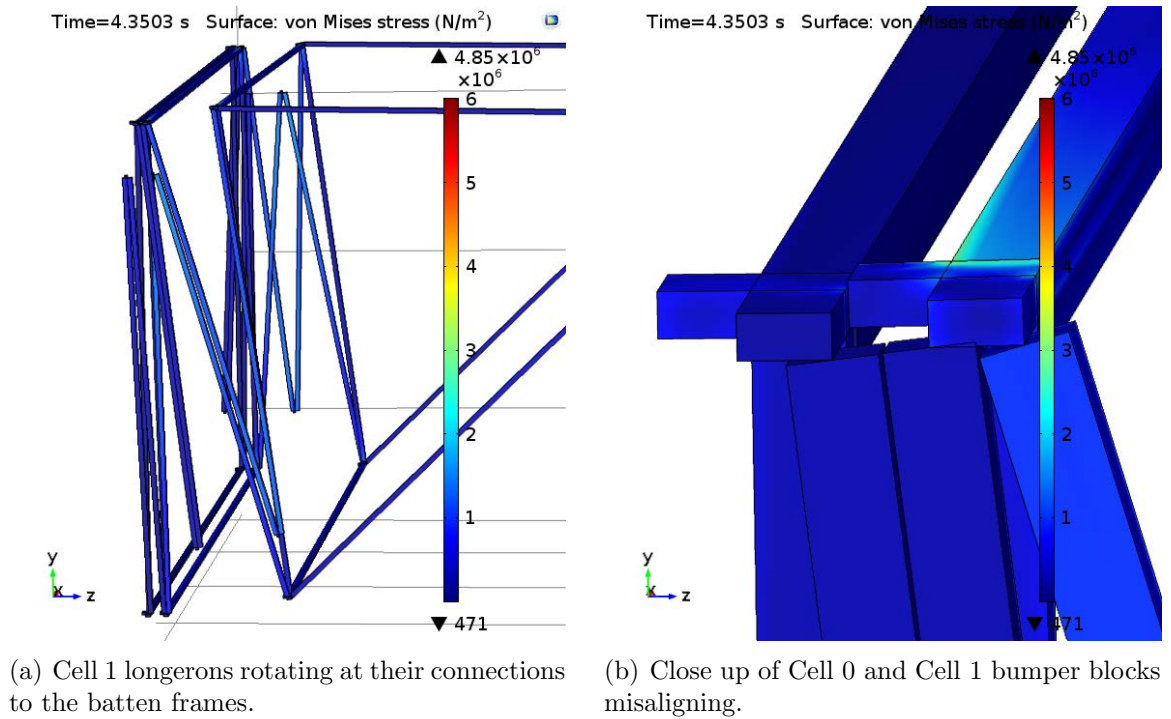 Time=4.3503 s Surface: von Mises stress (N/m²)
▲ 4.85×10⁶
×10⁶
6
5
4
3
2
1
▼ 471
y
x
z
Time=4.3503 s Surface: von Mises stress (N/m²)
▲ 4.85×10⁶
×10⁶
6
5
4
3
2
1
▼ 471
y
x
z
(a) Cell 1 longerons rotating at their connections
to the batten frames.
(b) Close up of Cell 0 and Cell 1 bumper blocks
misaligning.